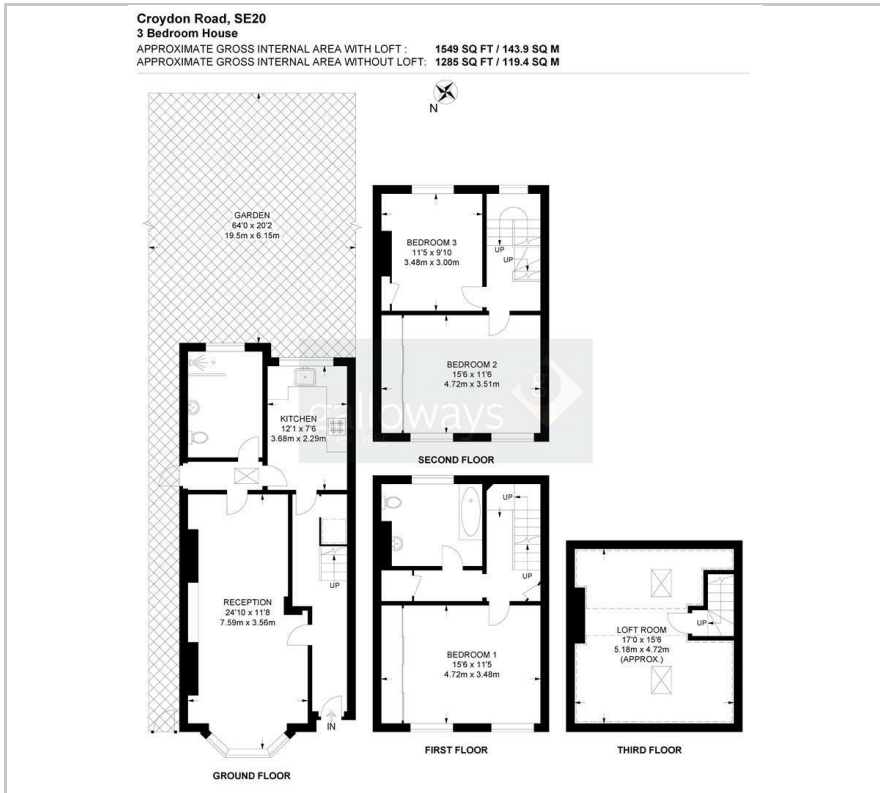 Croydon Road, SE20
3 Bedroom House
APPROXIMATE GROSS INTERNAL AREA WITH LOFT : 1549 SQ FT / 143.9 SQ M
APPROXIMATE GROSS INTERNAL AREA WITHOUT LOFT: 1285 SQ FT / 119.4 SQ M
N
GARDEN
64'0 x 20'2
19.5m x 6.15m
BEDROOM 3
11'5 x 9'10
3.48m x 3.00m
UP
UP
BEDROOM 2
15'6 x 11'6
4.72m x 3.51m
galloways
SECOND FLOOR
KITCHEN
12'1 x 7'6
3.68m x 2.29m
RECEPTION
24'10 x 11'8
7.59m x 3.56m
UP
IN
GROUND FLOOR
UP
UP
BEDROOM 1
15'6 x 11'5
4.72m x 3.48m
FIRST FLOOR
LOFT ROOM
17'0 x 15'6
5.18m x 4.72m
(APPROX.)
UP
THIRD FLOOR